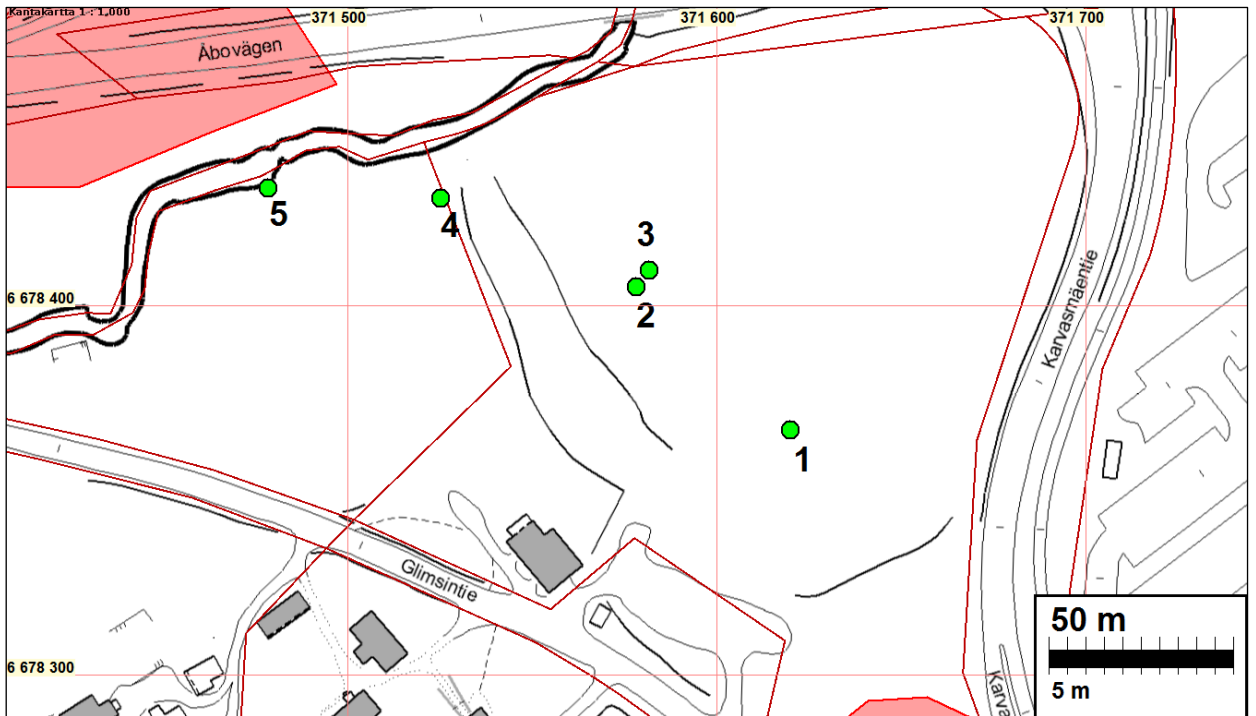 Kantakartta 1 : 1,000
371 500
371 600
371 700
Åbovägen
5
4
3
2
6 678 400
Karvasmäentie
1
Glimsintie
6 678 300
Karva
50 m
5 m